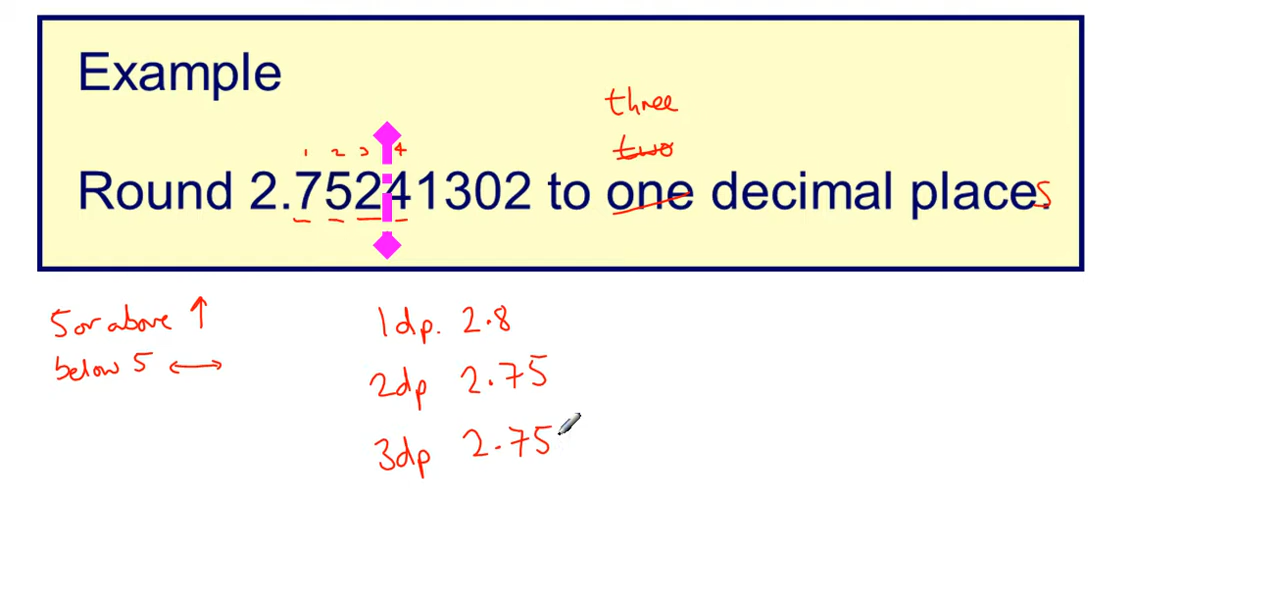 Example
three
two
1 2 3 4
Round 2.75241302 to one decimal places.
5 or above ↑
below 5 ↔
1dp. 2.8
2dp 2.75
3dp 2.75